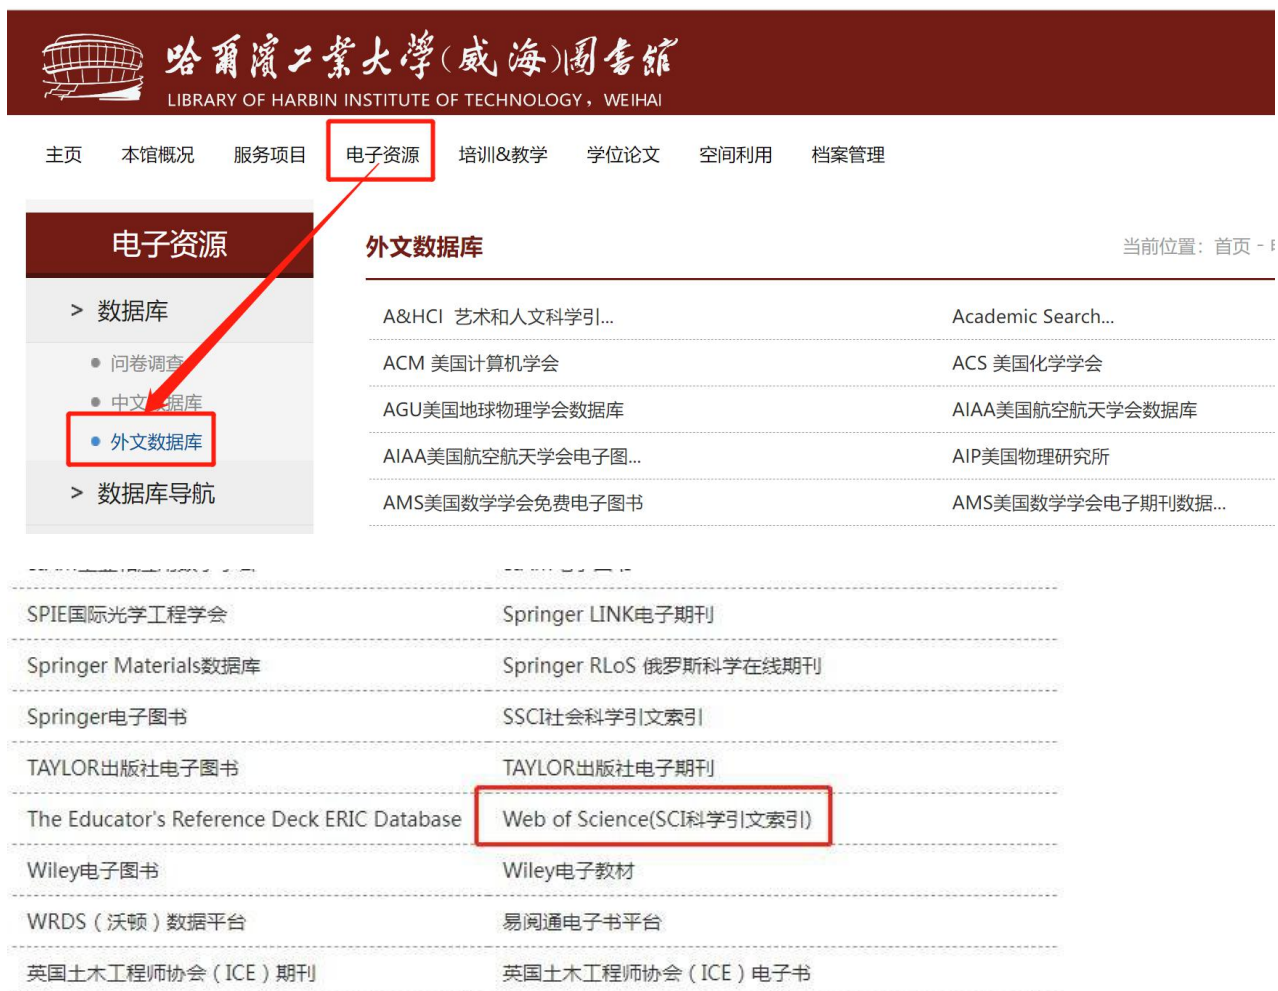 哈爾濱工業大學(威海)圖書館
LIBRARY OF HARBIN INSTITUTE OF TECHNOLOGY，WEIHAI
主页 本馆概况 服务项目 电子资源 培训&教学 学位论文 空间利用 档案管理
电子资源
> 数据库
问卷调查
中文数据库
外文数据库
> 数据库导航
外文数据库
当前位置：首页 -
A&HCI 艺术和人文科学引... Academic Search...
ACM 美国计算机学会 ACS 美国化学学会
AGU美国地球物理学会数据库 AIAA美国航空航天学会数据库
AIAA美国航空航天学会电子图... AIP美国物理研究所
AMS美国数学学会免费电子图书 AMS美国数学学会电子期刊数据...
SPIE国际光学工程学会 Springer LINK电子期刊
Springer Materials数据库 Springer RLoS 俄罗斯科学在线期刊
Springer电子图书 SSCI社会科学引文索引
TAYLOR出版社电子图书 TAYLOR出版社电子期刊
The Educator's Reference Deck ERIC Database Web of Science(SCI科学引文索引)
Wiley电子图书 Wiley电子教材
WRDS（沃顿）数据平台 易阅通电子书平台
英国土木工程师协会（ICE）期刊 英国土木工程师协会（ICE）电子书